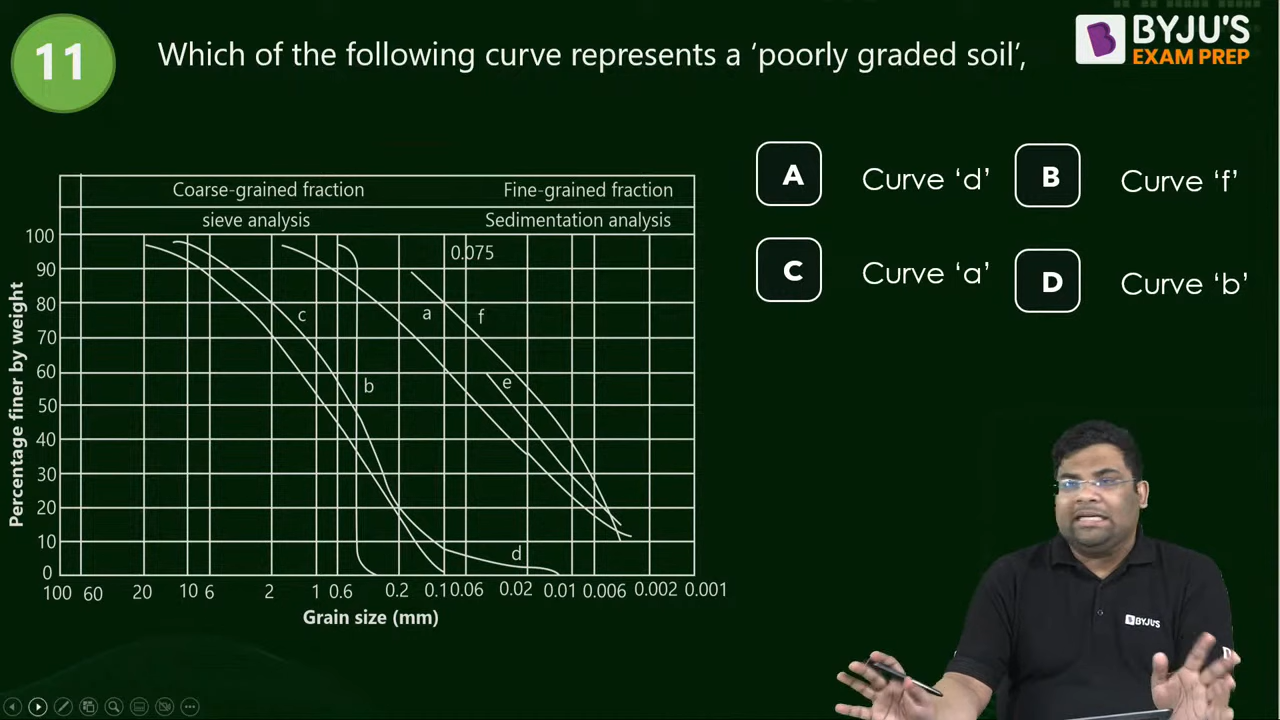 11
Which of the following curve represents a ‘poorly graded soil’,
BYJU'S
EXAM PREP
A Curve ‘d’
B Curve ‘f’
C Curve ‘a’
D Curve ‘b’
Coarse-grained fraction
Fine-grained fraction
sieve analysis
Sedimentation analysis
Percentage finer by weight
100
90
80
70
60
50
40
30
20
10
0
0.075
c
a
f
b
e
d
100 60 20 10 6 2 1 0.6 0.2 0.1 0.06 0.02 0.01 0.006 0.002 0.001
Grain size (mm)
BYJU'S